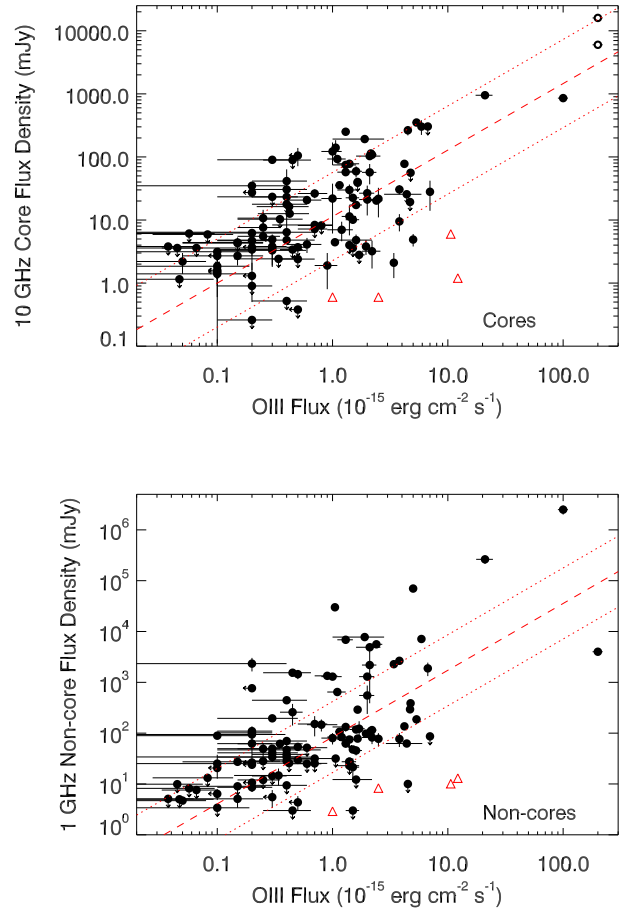 10 GHz Core Flux Density (mJy)
10000.0
1000.0
100.0
10.0
1.0
0.1
Cores
0.1 1.0 10.0 100.0
OIII Flux (10⁻¹⁵ erg cm⁻² s⁻¹)
1 GHz Non-core Flux Density (mJy)
10⁶
10⁵
10⁴
10³
10²
10¹
10⁰
Non-cores
0.1 1.0 10.0 100.0
OIII Flux (10⁻¹⁵ erg cm⁻² s⁻¹)